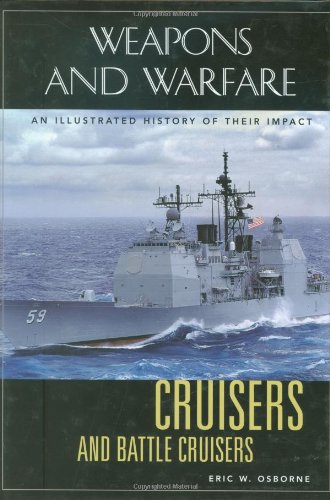 WEAPONS
AND WARFARE
AN ILLUSTRATED HISTORY OF THEIR IMPACT
59
CRUISERS
AND BATTLE CRUISERS
ERIC W. OSBORNE